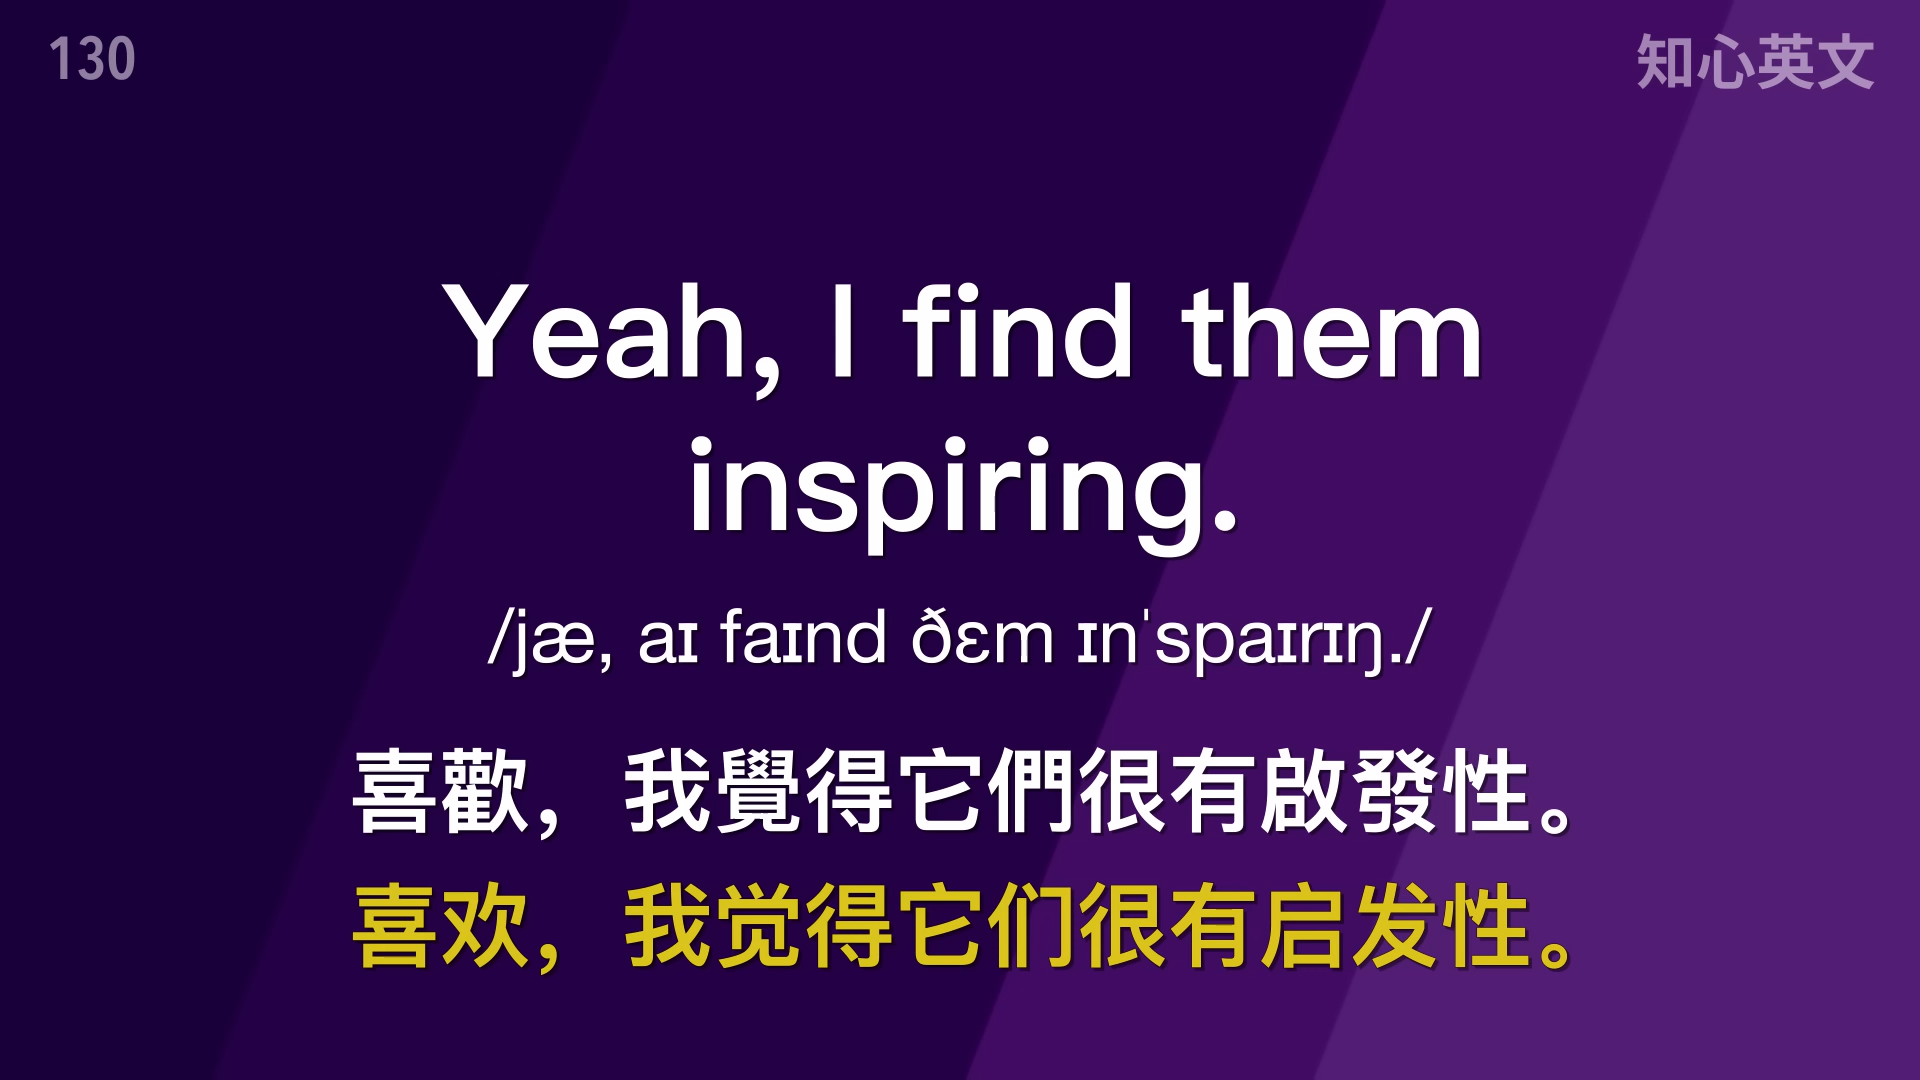 130
知心英文
Yeah, I find them
inspiring.
/jæ, aɪ faɪnd ðɛm ɪnˈspaɪrɪŋ./
喜歡，我覺得它們很有啟發性。
喜欢，我觉得它们很有启发性。